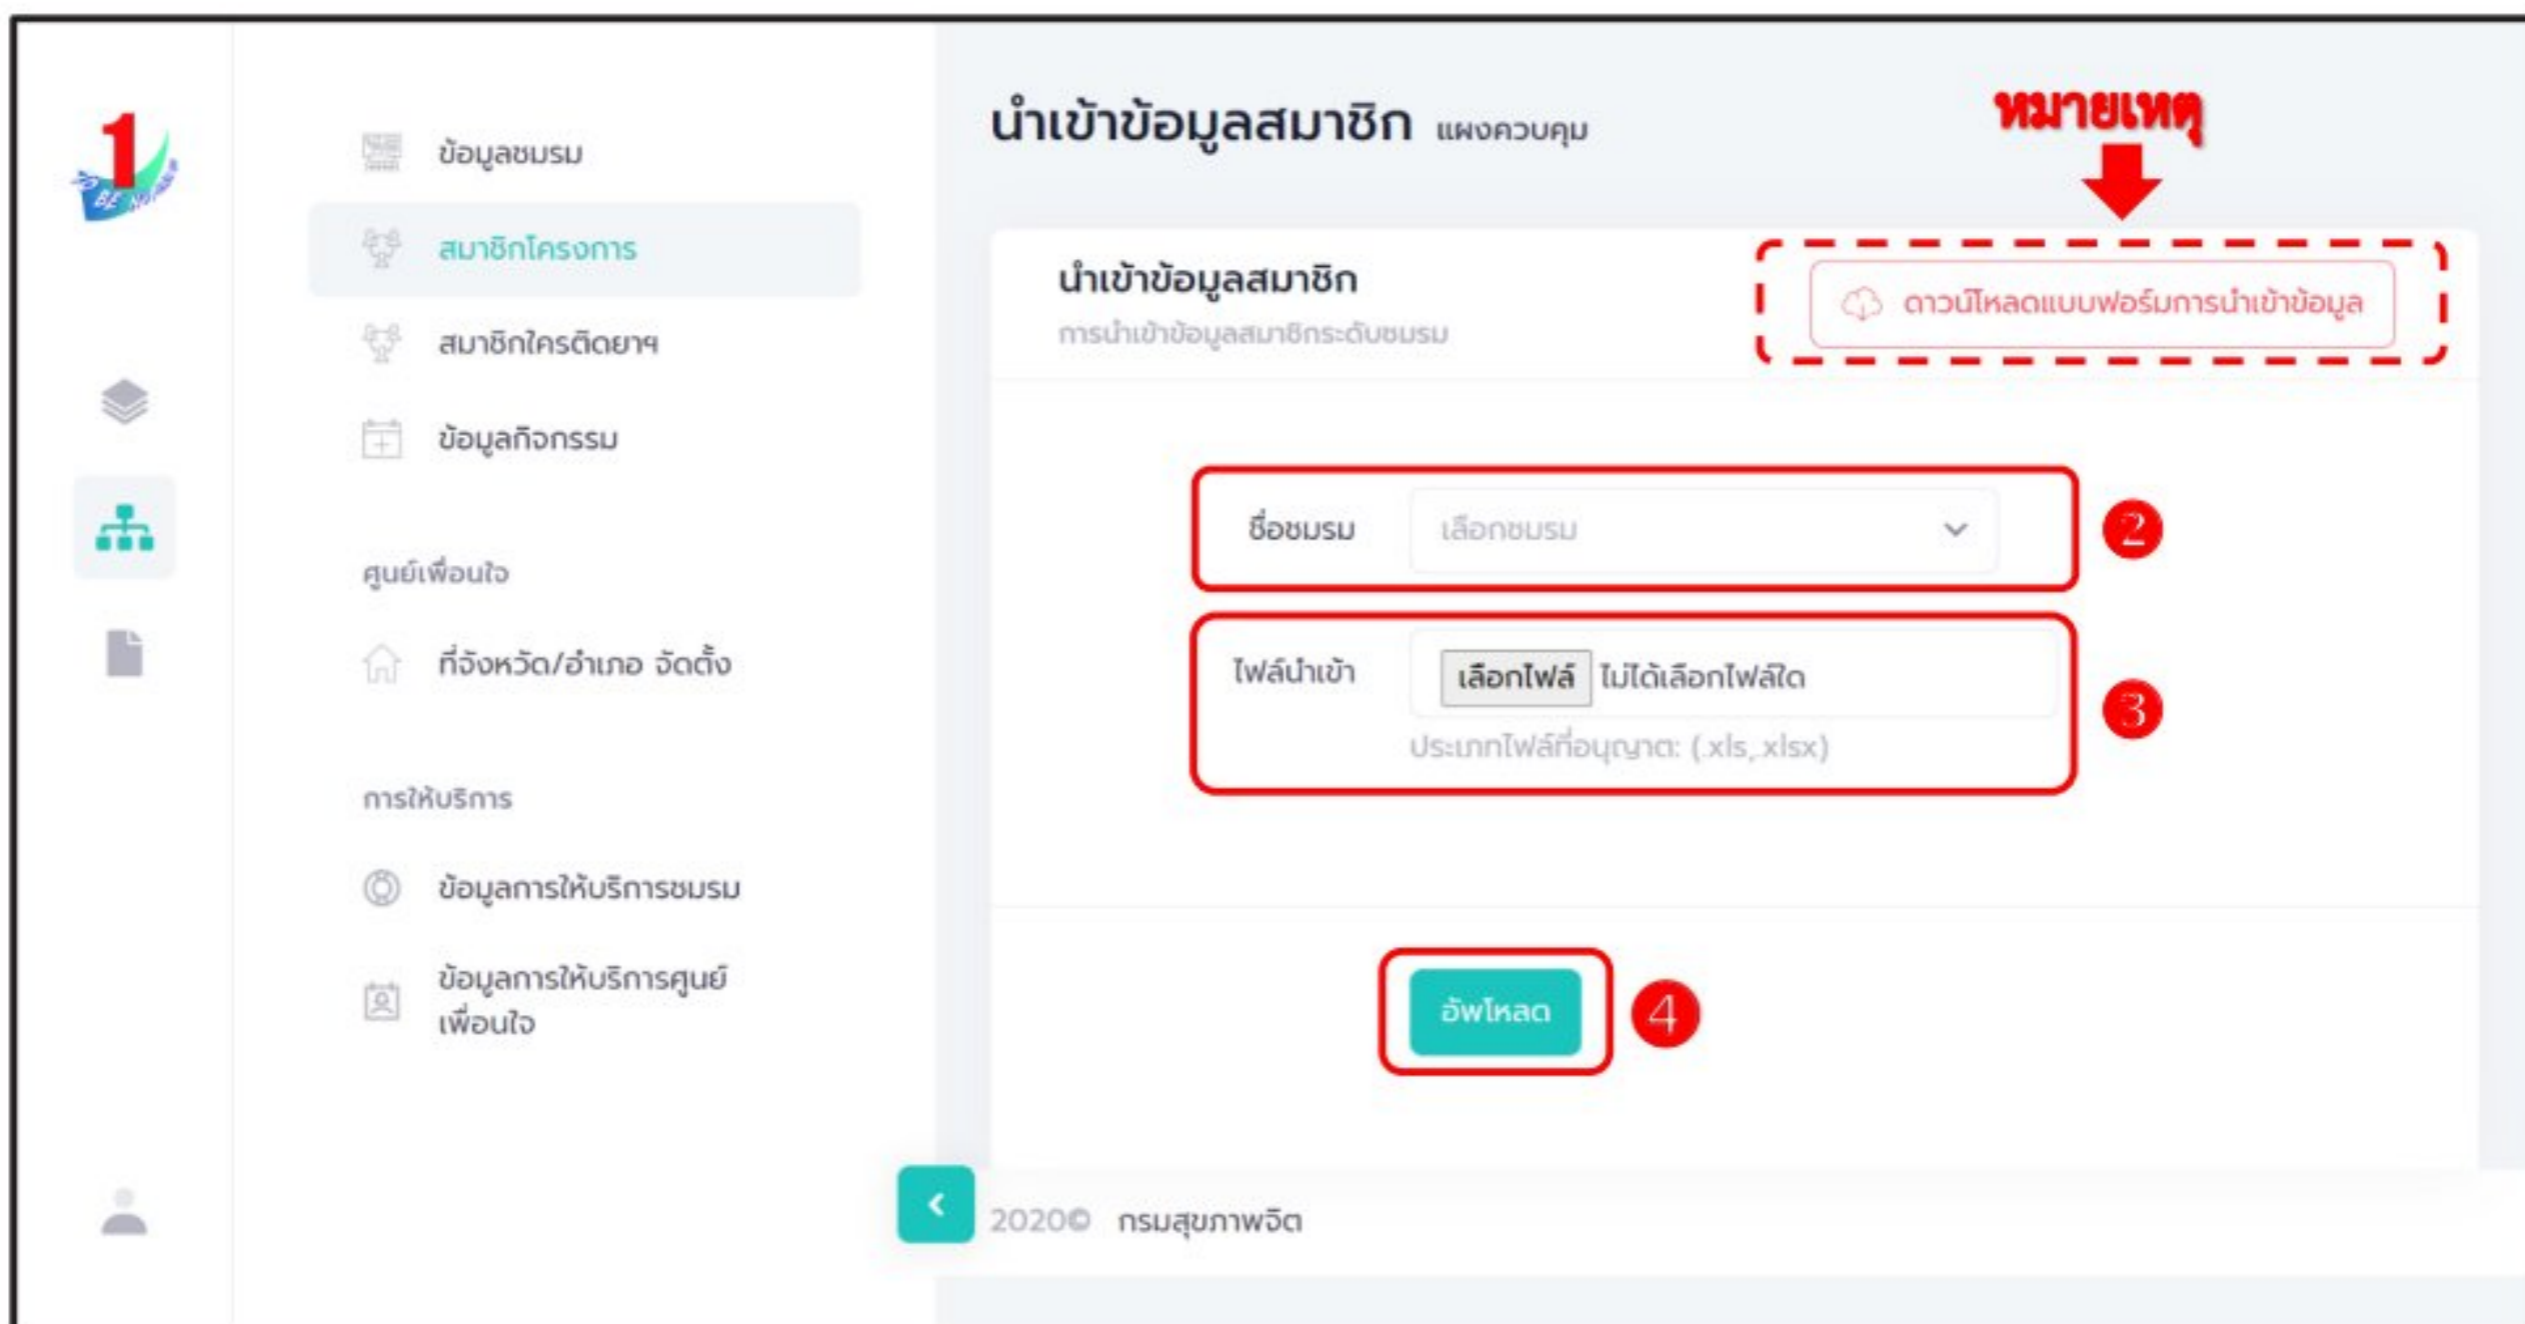 1
BE NO.1
ข้อมูลชมรม
สมาชิกโครงการ
สมาชิกใครติดยาฯ
ข้อมูลกิจกรรม
ศูนย์เพื่อนใจ
ที่จังหวัด/อำเภอ จัดตั้ง
การให้บริการ
ข้อมูลการให้บริการชมรม
ข้อมูลการให้บริการศูนย์
เพื่อนใจ
นำเข้าข้อมูลสมาชิก แผงควบคุม
หมายเหตุ
นำเข้าข้อมูลสมาชิก
การนำเข้าข้อมูลสมาชิกระดับชมรม
ดาวน์โหลดแบบฟอร์มการนำเข้าข้อมูล
ชื่อชมรม เลือกชมรม 2
ไฟล์นำเข้า เลือกไฟล์ ไม่ได้เลือกไฟล์ใด 3
ประเภทไฟล์ที่อนุญาต: (.xls,.xlsx)
อัพโหลด 4
2020© กรมสุขภาพจิต